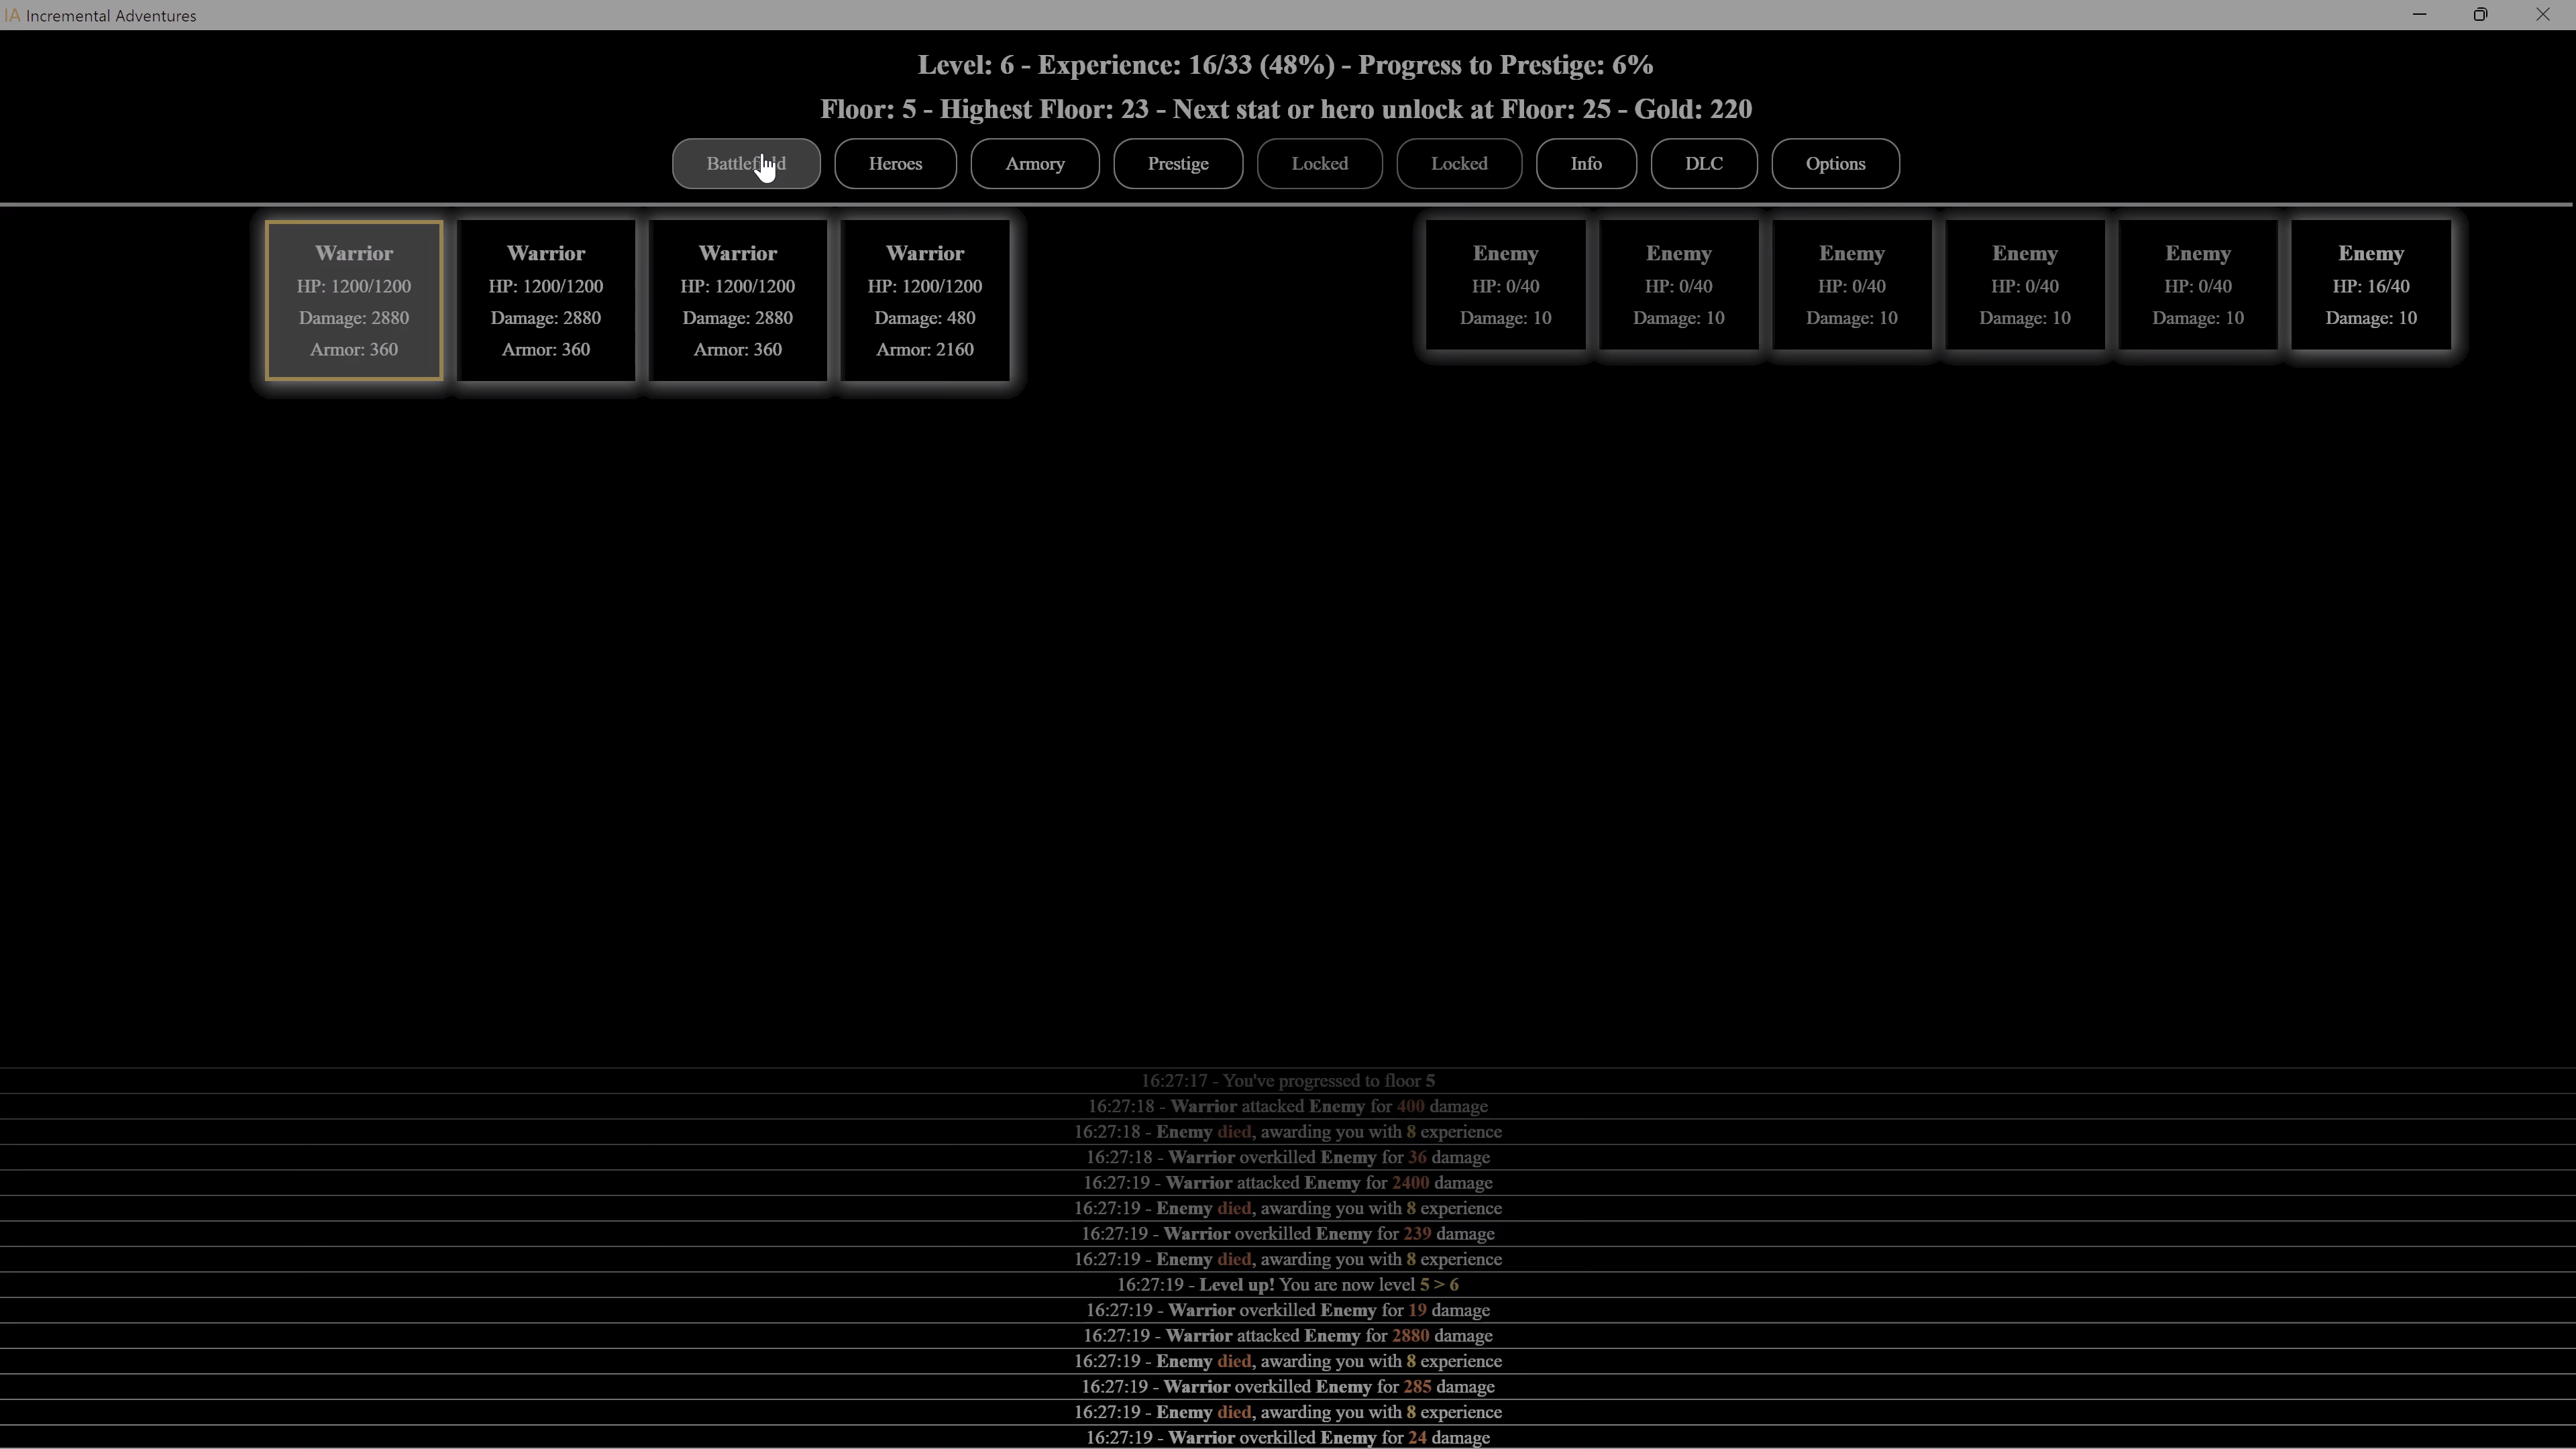 IA Incremental Adventures
Level: 6 - Experience: 16/33 (48%) - Progress to Prestige: 6%
Floor: 5 - Highest Floor: 23 - Next stat or hero unlock at Floor: 25 - Gold: 220
Battlefield Heroes Armory Prestige Locked Locked Info DLC Options
Warrior Warrior Warrior Warrior Enemy Enemy Enemy Enemy Enemy Enemy
HP: 1200/1200 HP: 1200/1200 HP: 1200/1200 HP: 1200/1200 HP: 0/40 HP: 0/40 HP: 0/40 HP: 0/40 HP: 0/40 HP: 16/40
Damage: 2880 Damage: 2880 Damage: 2880 Damage: 480 Damage: 10 Damage: 10 Damage: 10 Damage: 10 Damage: 10 Damage: 10
Armor: 360 Armor: 360 Armor: 360 Armor: 2160
16:27:17 - You've progressed to floor 5
16:27:18 - Warrior attacked Enemy for 400 damage
16:27:18 - Enemy died, awarding you with 8 experience
16:27:18 - Warrior overkilled Enemy for 36 damage
16:27:19 - Warrior attacked Enemy for 2400 damage
16:27:19 - Enemy died, awarding you with 8 experience
16:27:19 - Warrior overkilled Enemy for 239 damage
16:27:19 - Enemy died, awarding you with 8 experience
16:27:19 - Level up! You are now level 5 > 6
16:27:19 - Warrior overkilled Enemy for 19 damage
16:27:19 - Warrior attacked Enemy for 2880 damage
16:27:19 - Enemy died, awarding you with 8 experience
16:27:19 - Warrior overkilled Enemy for 285 damage
16:27:19 - Enemy died, awarding you with 8 experience
16:27:19 - Warrior overkilled Enemy for 24 damage